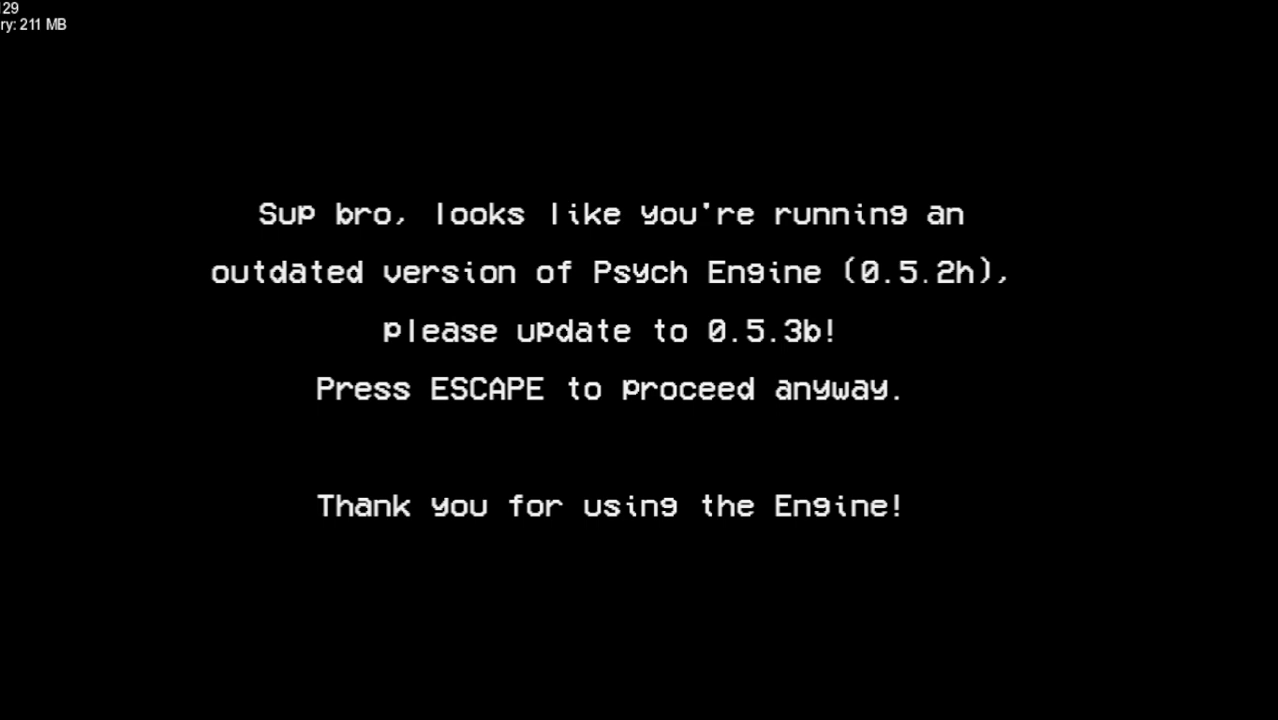 129
ry: 211 MB
Sup bro, looks like you're running an
outdated version of Psych Engine (0.5.2h),
please update to 0.5.3b!
Press ESCAPE to proceed anyway.
Thank you for using the Engine!